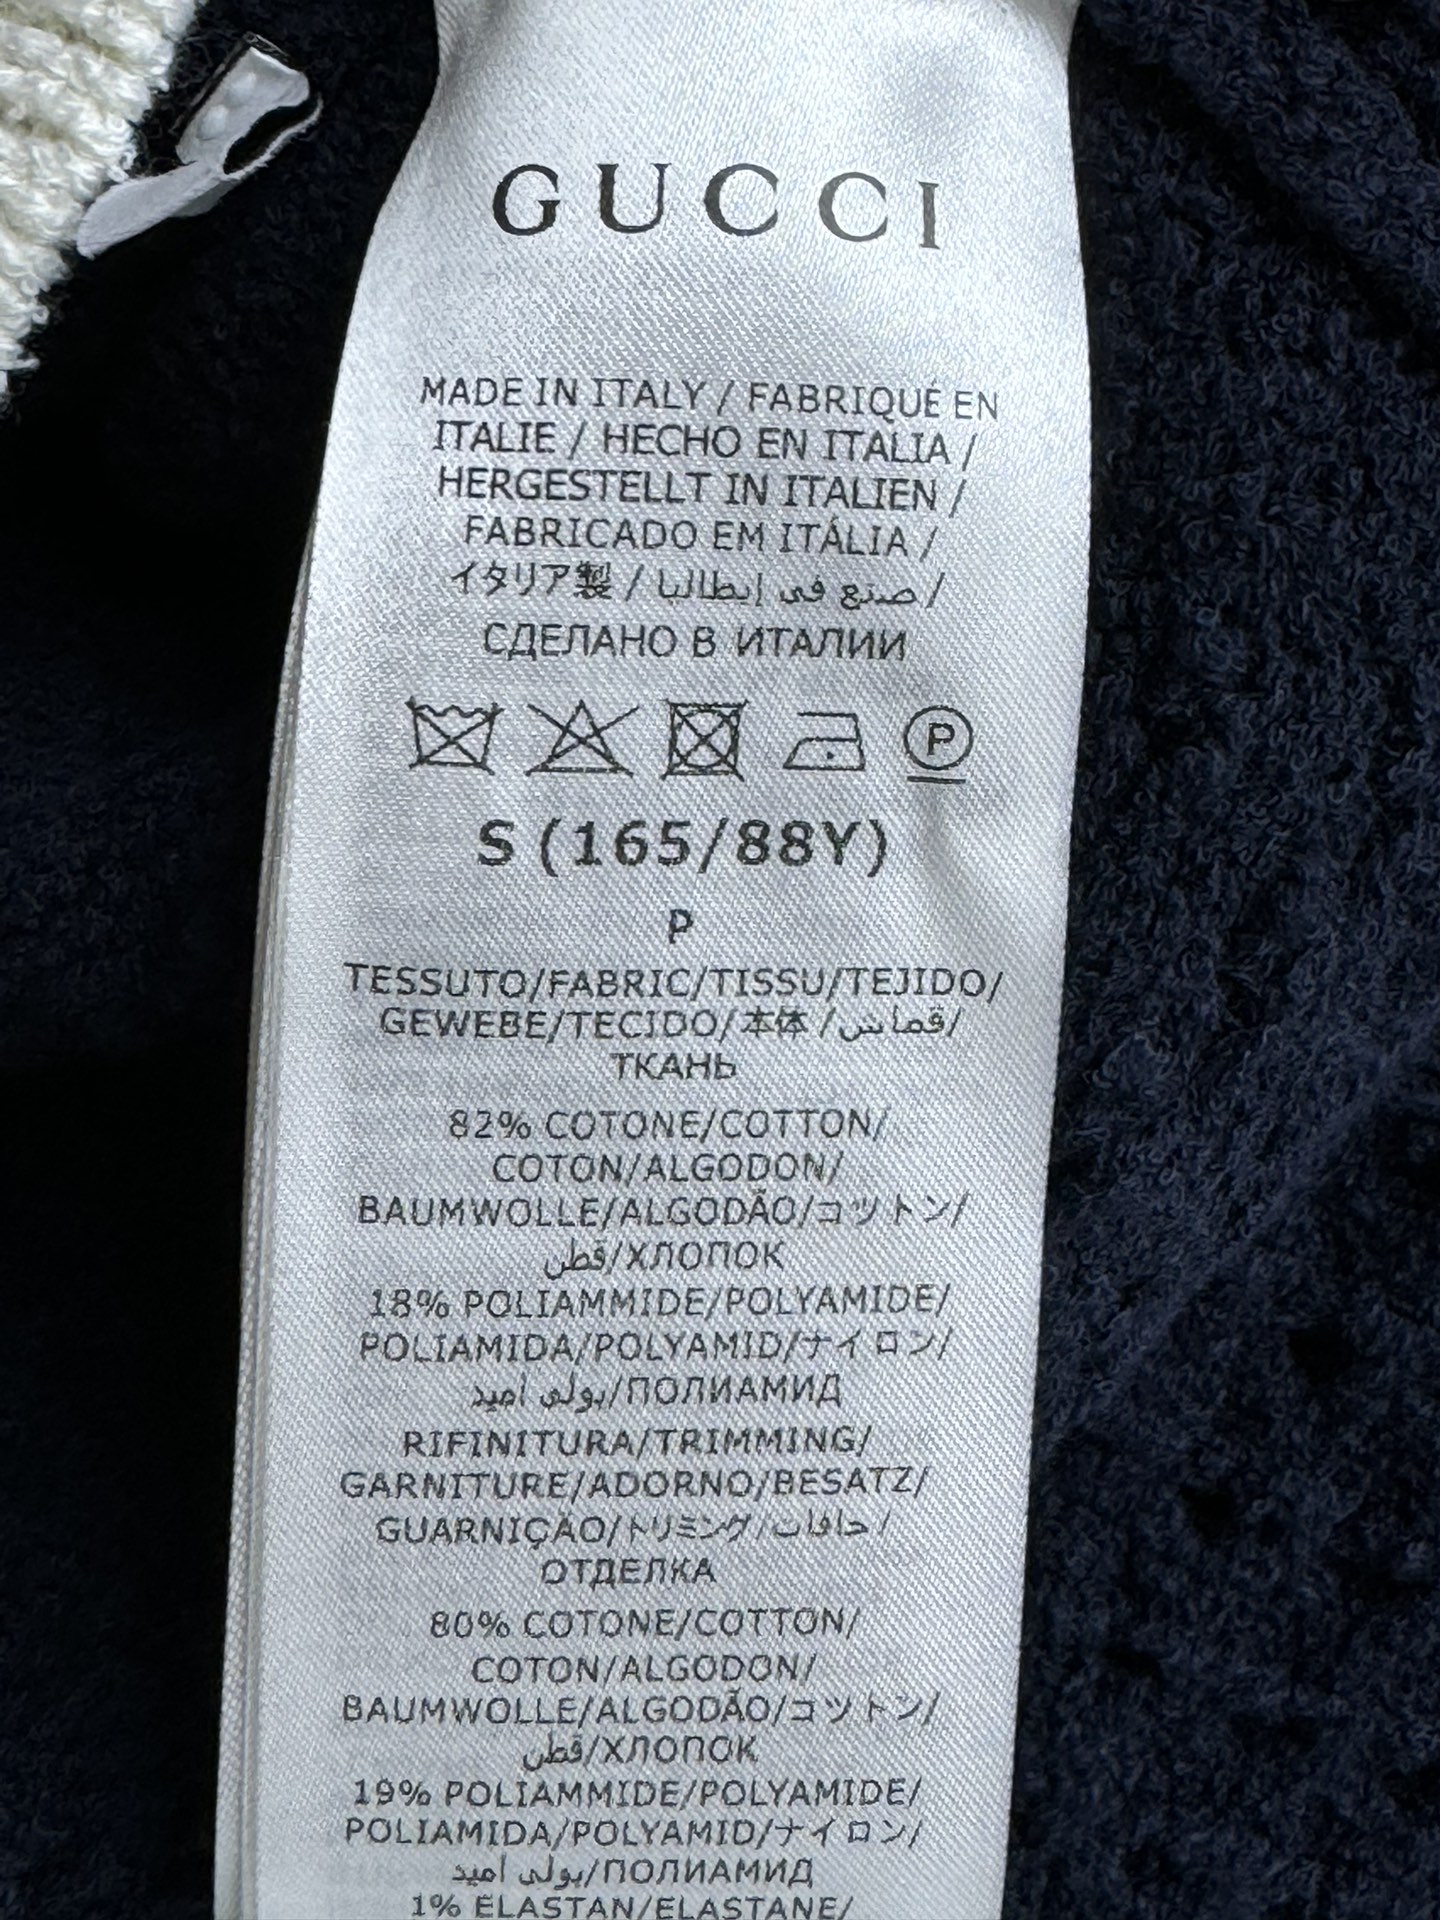 GUCCI
MADE IN ITALY / FABRIQUÉ EN
ITALIE / HECHO EN ITALIA /
HERGESTELLT IN ITALIEN /
FABRICADO EM ITÁLIA /
イタリア製 / صنع في إيطاليا /
СДЕЛАНО В ИТАЛИИ
P
S (165/88Y)
P
TESSUTO/FABRIC/TISSU/TEJIDO/
GEWEBE/TECIDO/本体 /قماش/
ТКАНЬ
82% COTONE/COTTON/
COTON/ALGODON/
BAUMWOLLE/ALGODÃO/コットン/
قطن/ХЛОПОК
18% POLIAMMIDE/POLYAMIDE/
POLIAMIDA/POLYAMID/ナイロン/
بولي اميد/ПОЛИАМИД
RIFINITURA/TRIMMING/
GARNITURE/ADORNO/BESATZ/
GUARNIÇÃO/トリミング/حافات/
ОТДЕЛКА
80% COTONE/COTTON/
COTON/ALGODON/
BAUMWOLLE/ALGODÃO/コットン/
قطن/ХЛОПОК
19% POLIAMMIDE/POLYAMIDE/
POLIAMIDA/POLYAMID/ナイロン/
بولي اميد/ПОЛИАМИД
1% ELASTAN/ELASTANE/